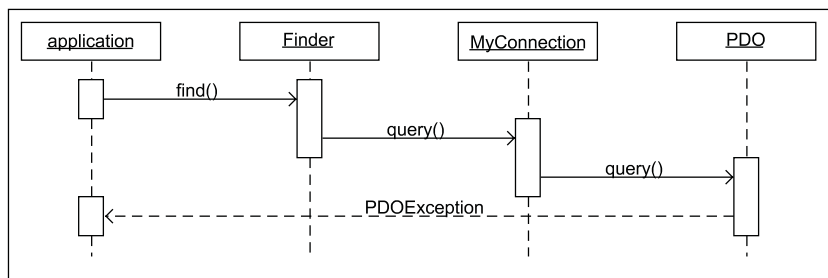 application
Finder
MyConnection
PDO
find()
query()
query()
PDOException